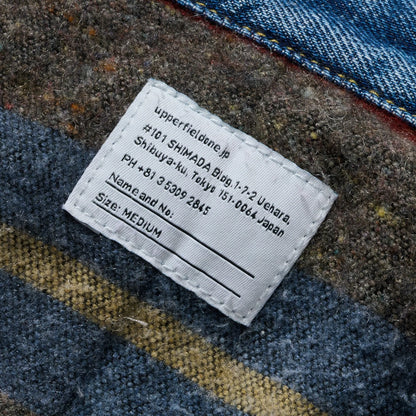 upperfieldone.jp
#101 SHIMADA Bldg.1-7-2 Uehara,
Shibuya-ku, Tokyo 151-0064 Japan
PH +81 3 5309 2845
Name and No:
Size: MEDIUM